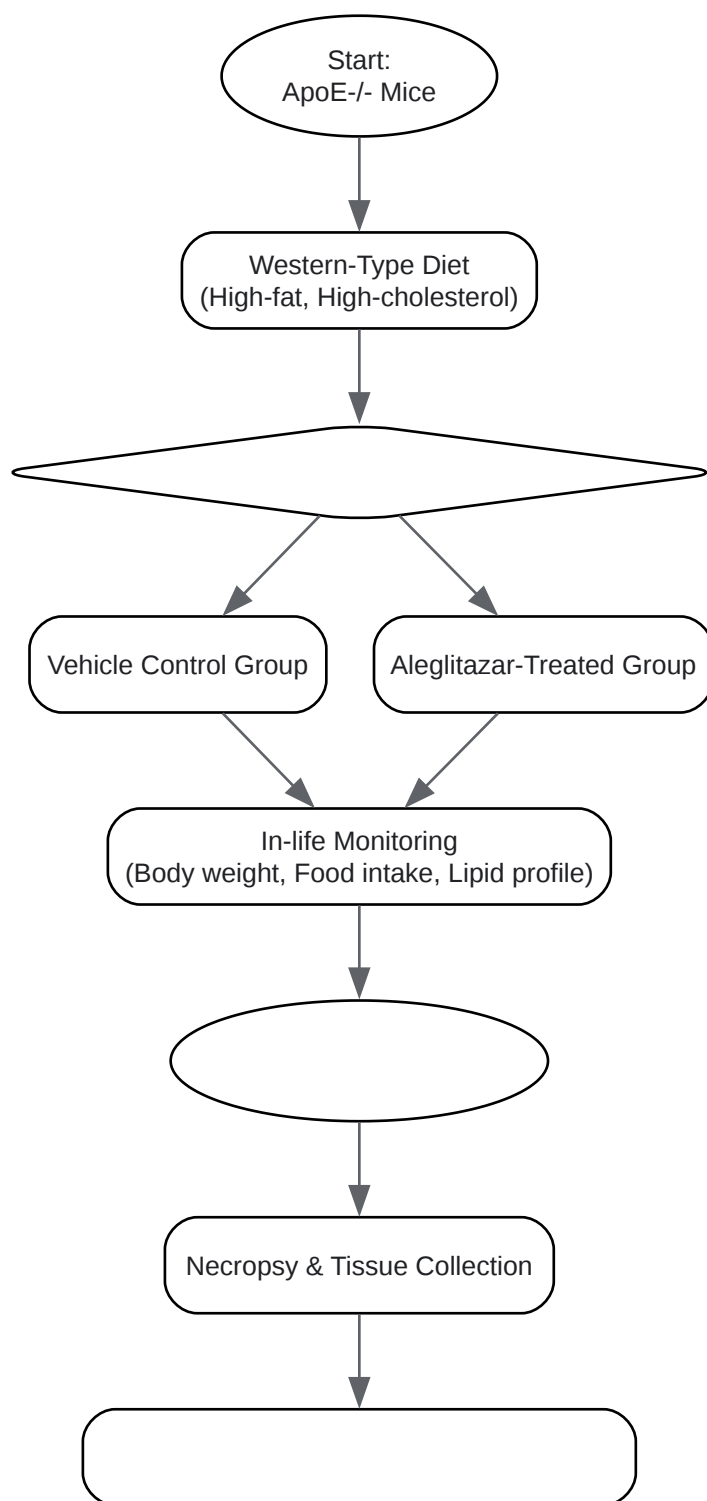 Start:
ApoE-/- Mice
Western-Type Diet
(High-fat, High-cholesterol)
Vehicle Control Group
Aleglitazar-Treated Group
In-life Monitoring
(Body weight, Food intake, Lipid profile)
Necropsy & Tissue Collection